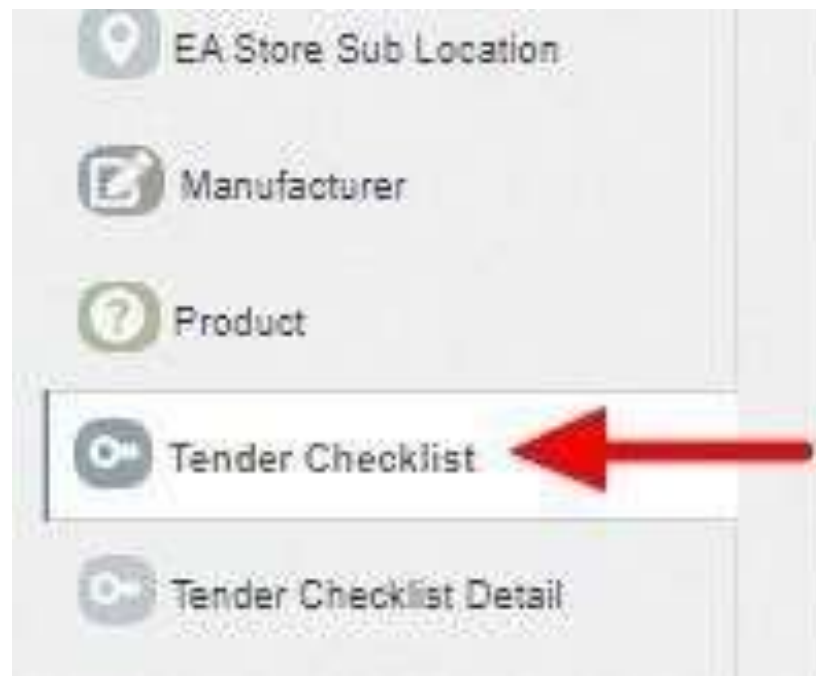 EA Store Sub Location
Manufacturer
?
Product
Tender Checklist
Tender Checklist Detail